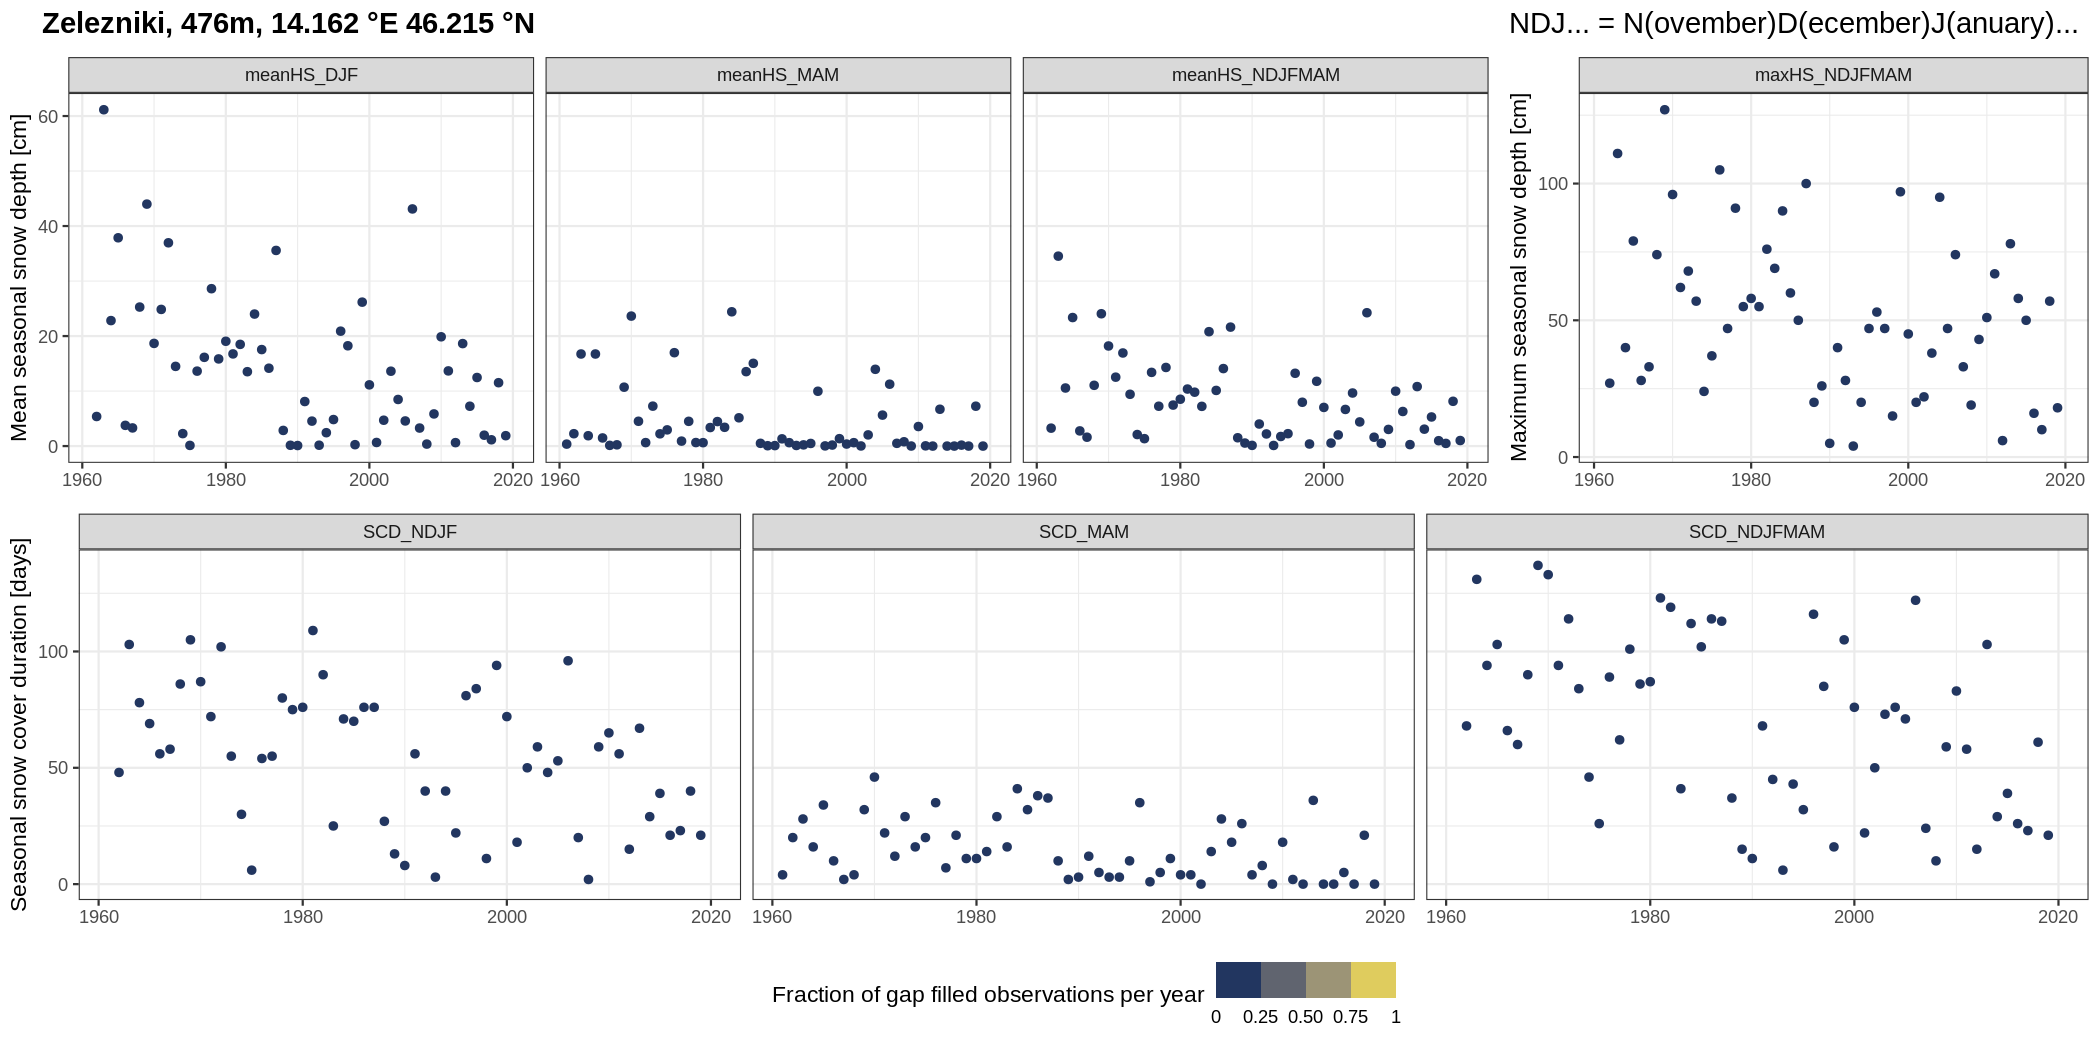 Zelezniki, 476m, 14.162 °E 46.215 °N
NDJ... = N(ovember)D(ecember)J(anuary)...
meanHS_DJF
meanHS_MAM
meanHS_NDJFMAM
maxHS_NDJFMAM
Mean seasonal snow depth [cm]
60
40
20
0
1960 1980 2000 2020
1960 1980 2000 2020
1960 1980 2000 2020
Maximum seasonal snow depth [cm]
100
50
0
1960 1980 2000 2020
SCD_NDJF
SCD_MAM
SCD_NDJFMAM
Seasonal snow cover duration [days]
100
50
0
1960 1980 2000 2020
1960 1980 2000 2020
1960 1980 2000 2020
Fraction of gap filled observations per year
0 0.25 0.50 0.75 1